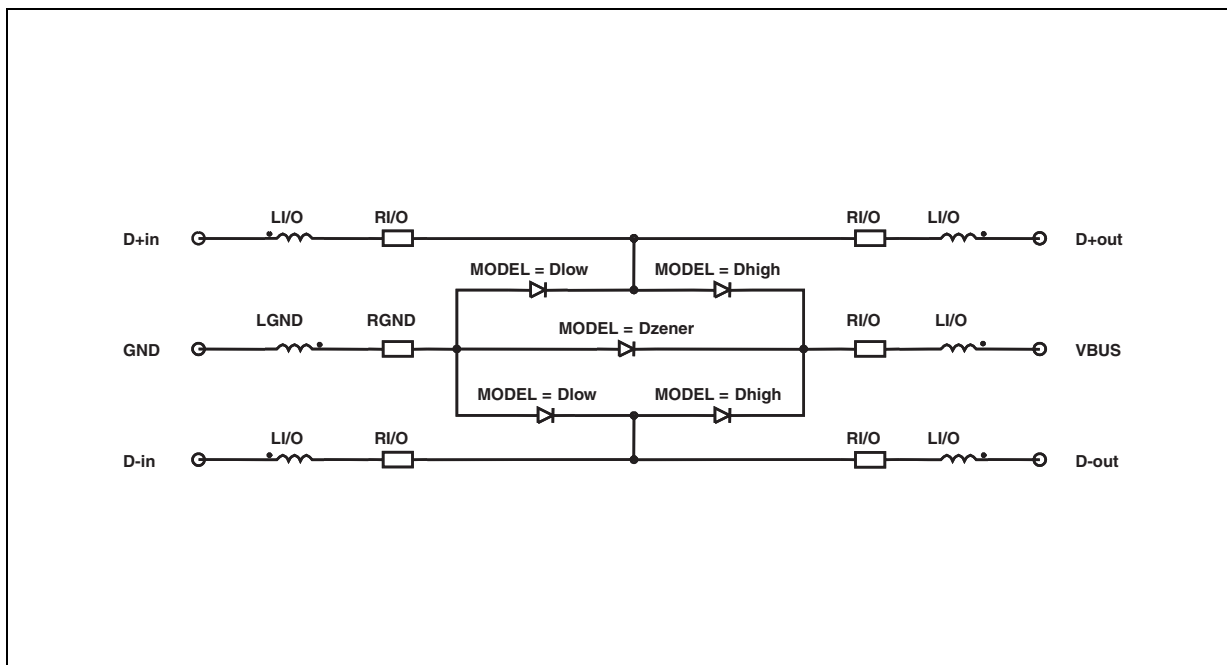 LI/O RI/O RI/O LI/O
D+in D+out
MODEL = Dlow MODEL = Dhigh
LGND RGND MODEL = Dzener RI/O LI/O
GND VBUS
MODEL = Dlow MODEL = Dhigh
LI/O RI/O RI/O LI/O
D-in D-out